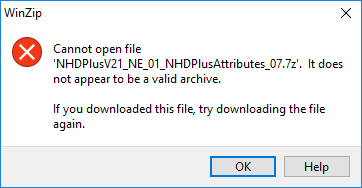 WinZip
Cannot open file
'NHDPlusV21_NE_01_NHDPlusAttributes_07.7z'.  It does
not appear to be a valid archive.
If you downloaded this file, try downloading the file
again.
OK
Help